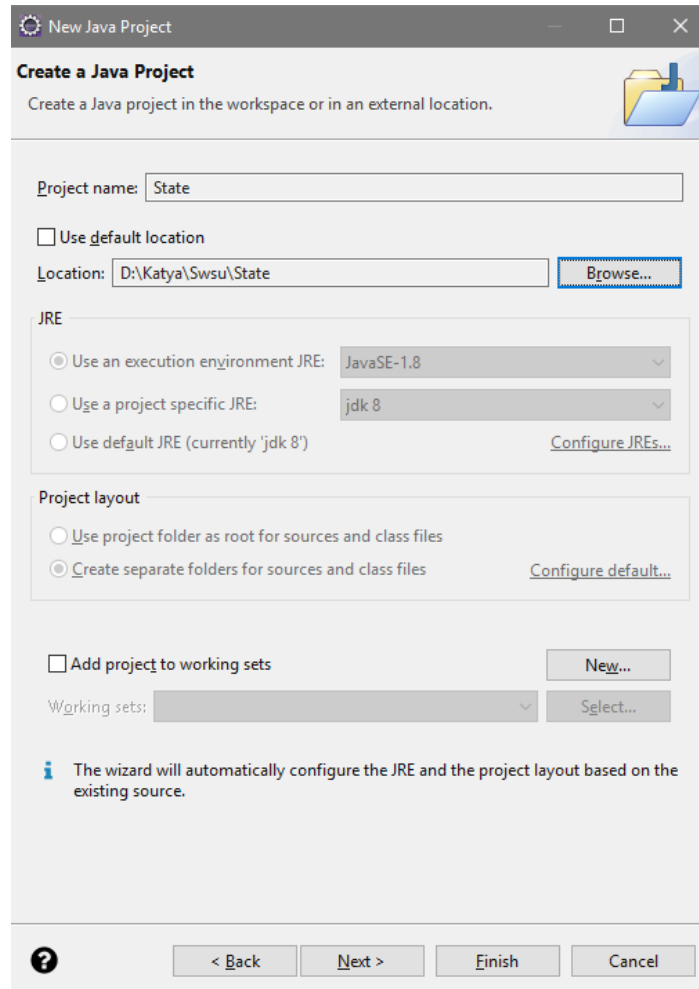 New Java Project
Create a Java Project
Create a Java project in the workspace or in an external location.
Project name: State
Use default location
Location: D:\Katya\Swsu\State Browse...
JRE
Use an execution environment JRE: JavaSE-1.8
Use a project specific JRE: jdk 8
Use default JRE (currently 'jdk 8') Configure JREs...
Project layout
Use project folder as root for sources and class files
Create separate folders for sources and class files Configure default...
Add project to working sets New...
Working sets: Select...
The wizard will automatically configure the JRE and the project layout based on the
existing source.
? < Back Next > Finish Cancel